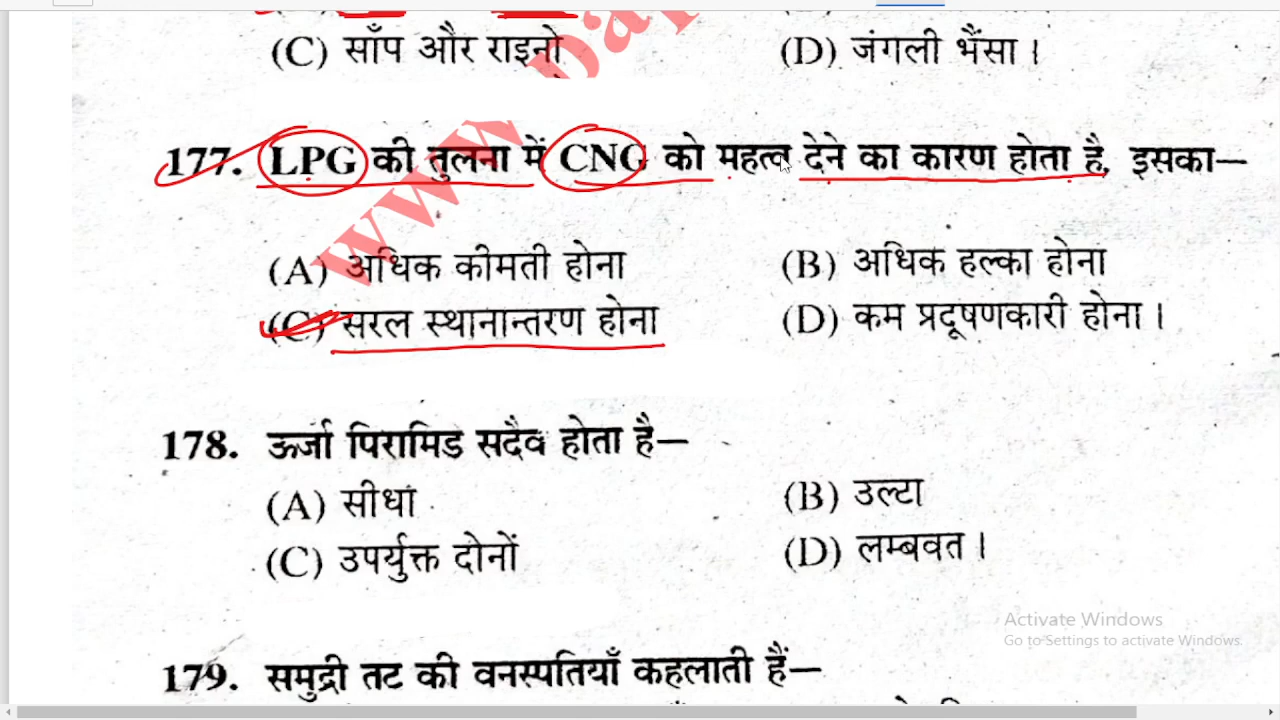 (C) साँप और राइनो (D) जंगली भैंसा ।
177. LPG की तुलना में CNG को महत्व देने का कारण होता है, इसका—
(A) अधिक कीमती होना (B) अधिक हल्का होना
(C) सरल स्थानान्तरण होना (D) कम प्रदूषणकारी होना ।
178. ऊर्जा पिरामिड सदैव होता है—
(A) सीधा (B) उल्टा
(C) उपर्युक्त दोनों (D) लम्बवत ।
Activate Windows
Go to Settings to activate Windows.
179. समुद्री तट की वनस्पतियाँ कहलाती हैं—